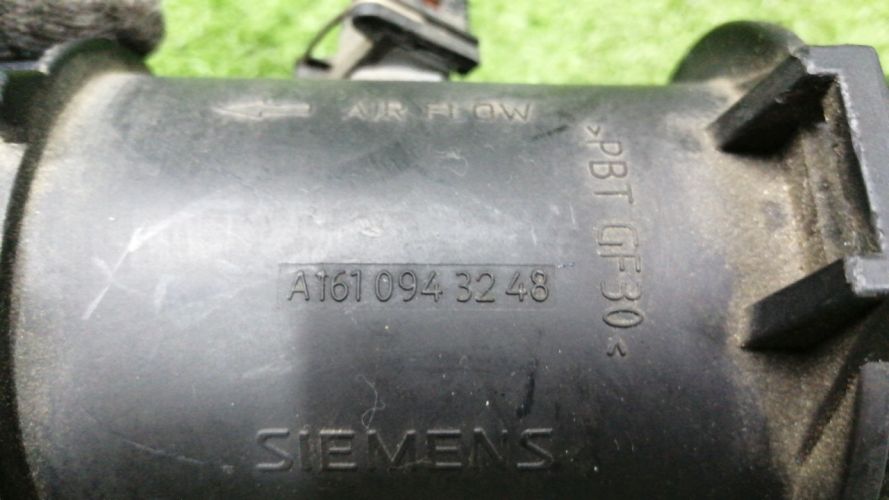 AIR FLOW
>PBT GF30<
A161 094 32 48
SIEMENS